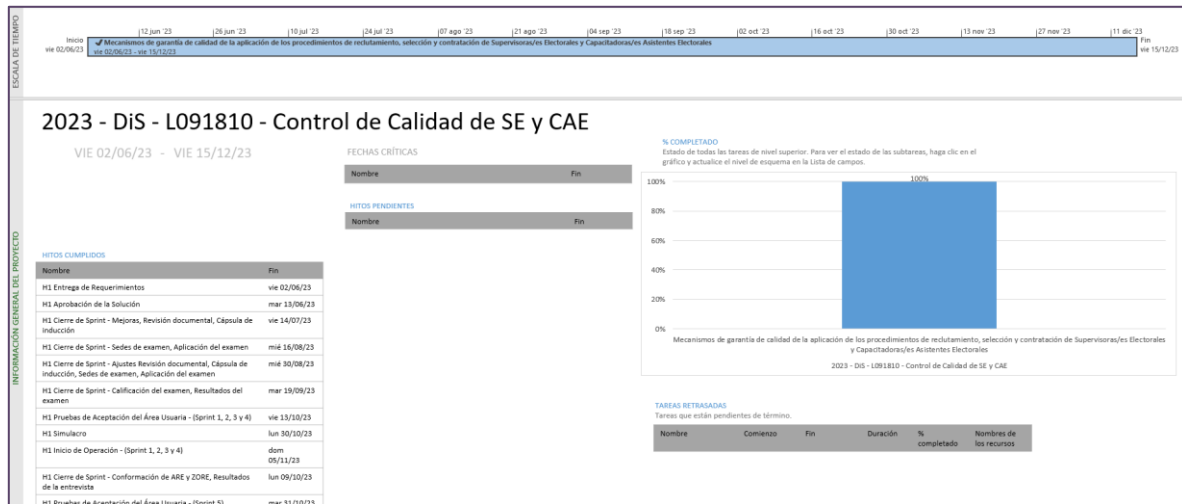 ESCALA DE TIEMPO
|12 jun '23 |26 jun '23 |10 jul '23 |24 jul '23 |07 ago '23 |21 ago '23 |04 sep '23 |18 sep '23 |02 oct '23 |16 oct '23 |30 oct '23 |13 nov '23 |27 nov '23 |11 dic '23
Inicio
vie 02/06/23
Mecanismos de garantía de calidad de la aplicación de los procedimientos de reclutamiento, selección y contratación de Supervisoras/es Electorales y Capacitadoras/es Asistentes Electorales
vie 02/06/23 - vie 15/12/23
Fin
vie 15/12/23
INFORMACIÓN GENERAL DEL PROYECTO
2023 - DiS - L091810 - Control de Calidad de SE y CAE
VIE 02/06/23 - VIE 15/12/23
HITOS CUMPLIDOS
Nombre Fin
H1 Entrega de Requerimientos vie 02/06/23
H1 Aprobación de la Solución mar 13/06/23
H1 Cierre de Sprint - Mejoras, Revisión documental, Cápsula de vie 14/07/23
inducción
H1 Cierre de Sprint - Sedes de examen, Aplicación del examen mié 16/08/23
H1 Cierre de Sprint - Ajustes Revisión documental, Cápsula de mié 30/08/23
inducción, Sedes de examen, Aplicación del examen
H1 Cierre de Sprint - Calificación del examen, Resultados del mar 19/09/23
examen
H1 Pruebas de Aceptación del Área Usuaria - (Sprint 1, 2, 3 y 4) vie 13/10/23
H1 Simulacro lun 30/10/23
H1 Inicio de Operación - (Sprint 1, 2, 3 y 4) dom
05/11/23
H1 Cierre de Sprint - Conformación de ARE y ZORE, Resultados lun 09/10/23
de la entrevista
H1 Pruebas de Aceptación del Área Usuaria - (Sprint 5) mar 31/10/23
FECHAS CRÍTICAS
Nombre Fin
HITOS PENDIENTES
Nombre Fin
% COMPLETADO
Estado de todas las tareas de nivel superior. Para ver el estado de las subtareas, haga clic en el
gráfico y actualice el nivel de esquema en la Lista de campos.
100%
100%
80%
60%
40%
20%
0%
Mecanismos de garantía de calidad de la aplicación de los procedimientos de reclutamiento, selección y contratación de Supervisoras/es Electorales
y Capacitadoras/es Asistentes Electorales
2023 - DiS - L091810 - Control de Calidad de SE y CAE
TAREAS RETRASADAS
Tareas que están pendientes de término.
Nombre Comienzo Fin Duración % Nombres de
completado los recursos